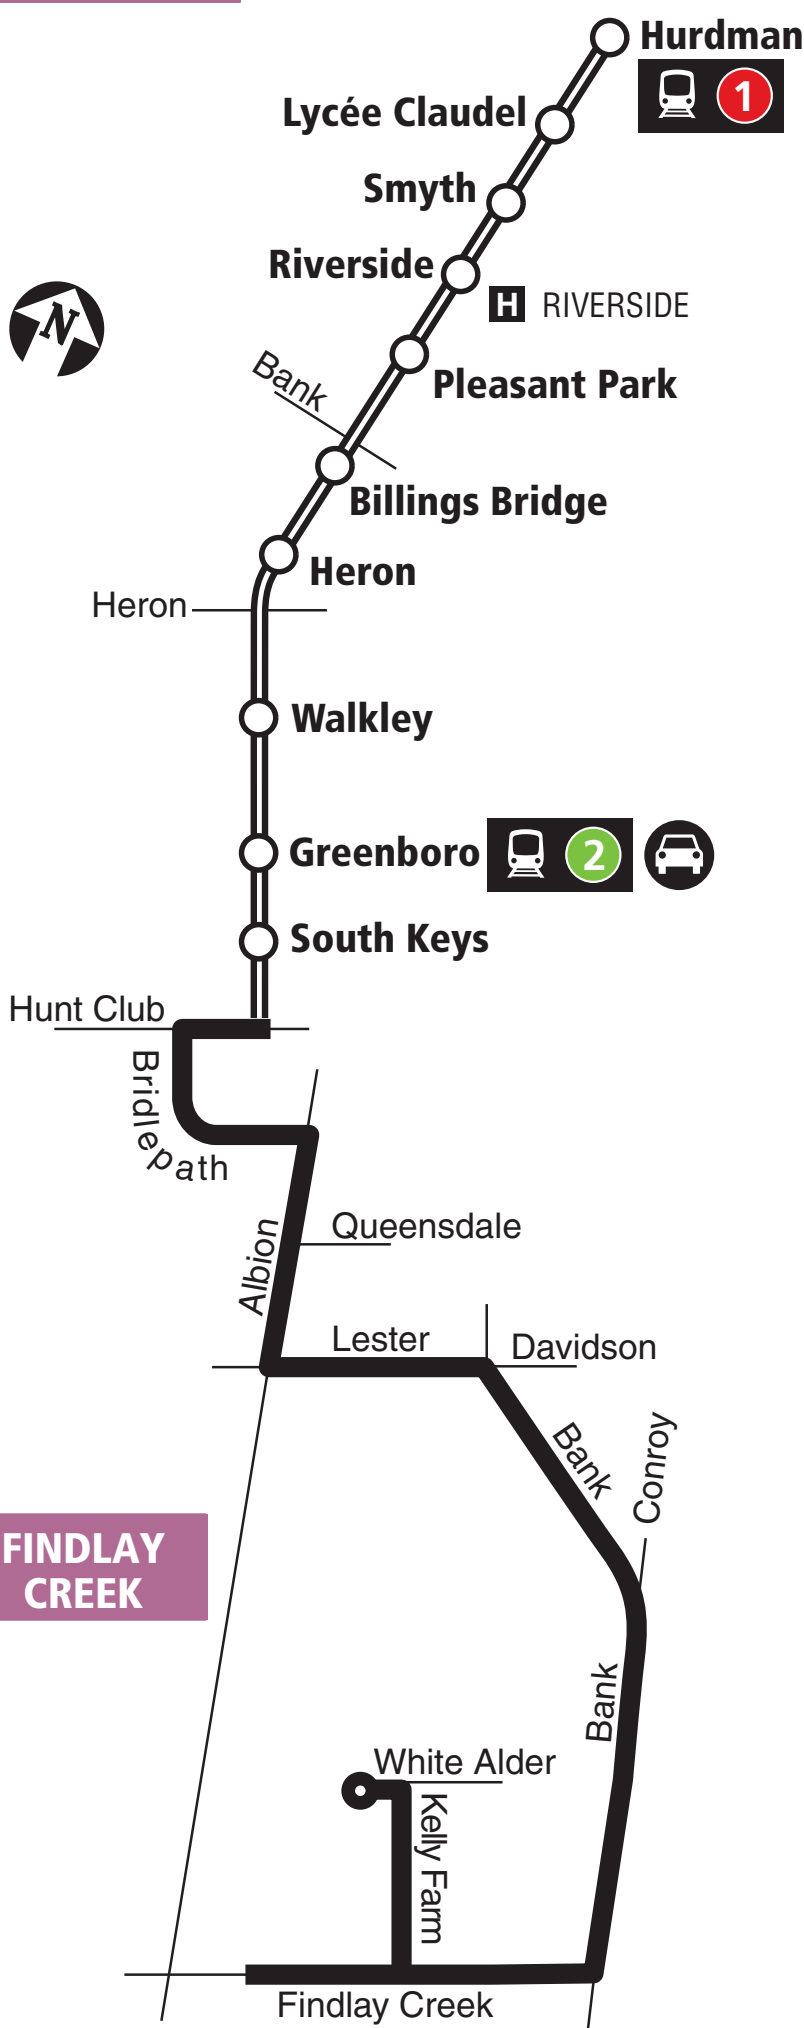 Hurdman
1
Lycée Claudel
Smyth
Riverside
H RIVERSIDE
N
Bank
Pleasant Park
Billings Bridge
Heron
Heron
Walkley
Greenboro
2
South Keys
Hunt Club
Bridlepath
Queensdale
Albion
Lester
Davidson
Bank
Conroy
FINDLAY
CREEK
Bank
White Alder
Kelly Farm
Findlay Creek